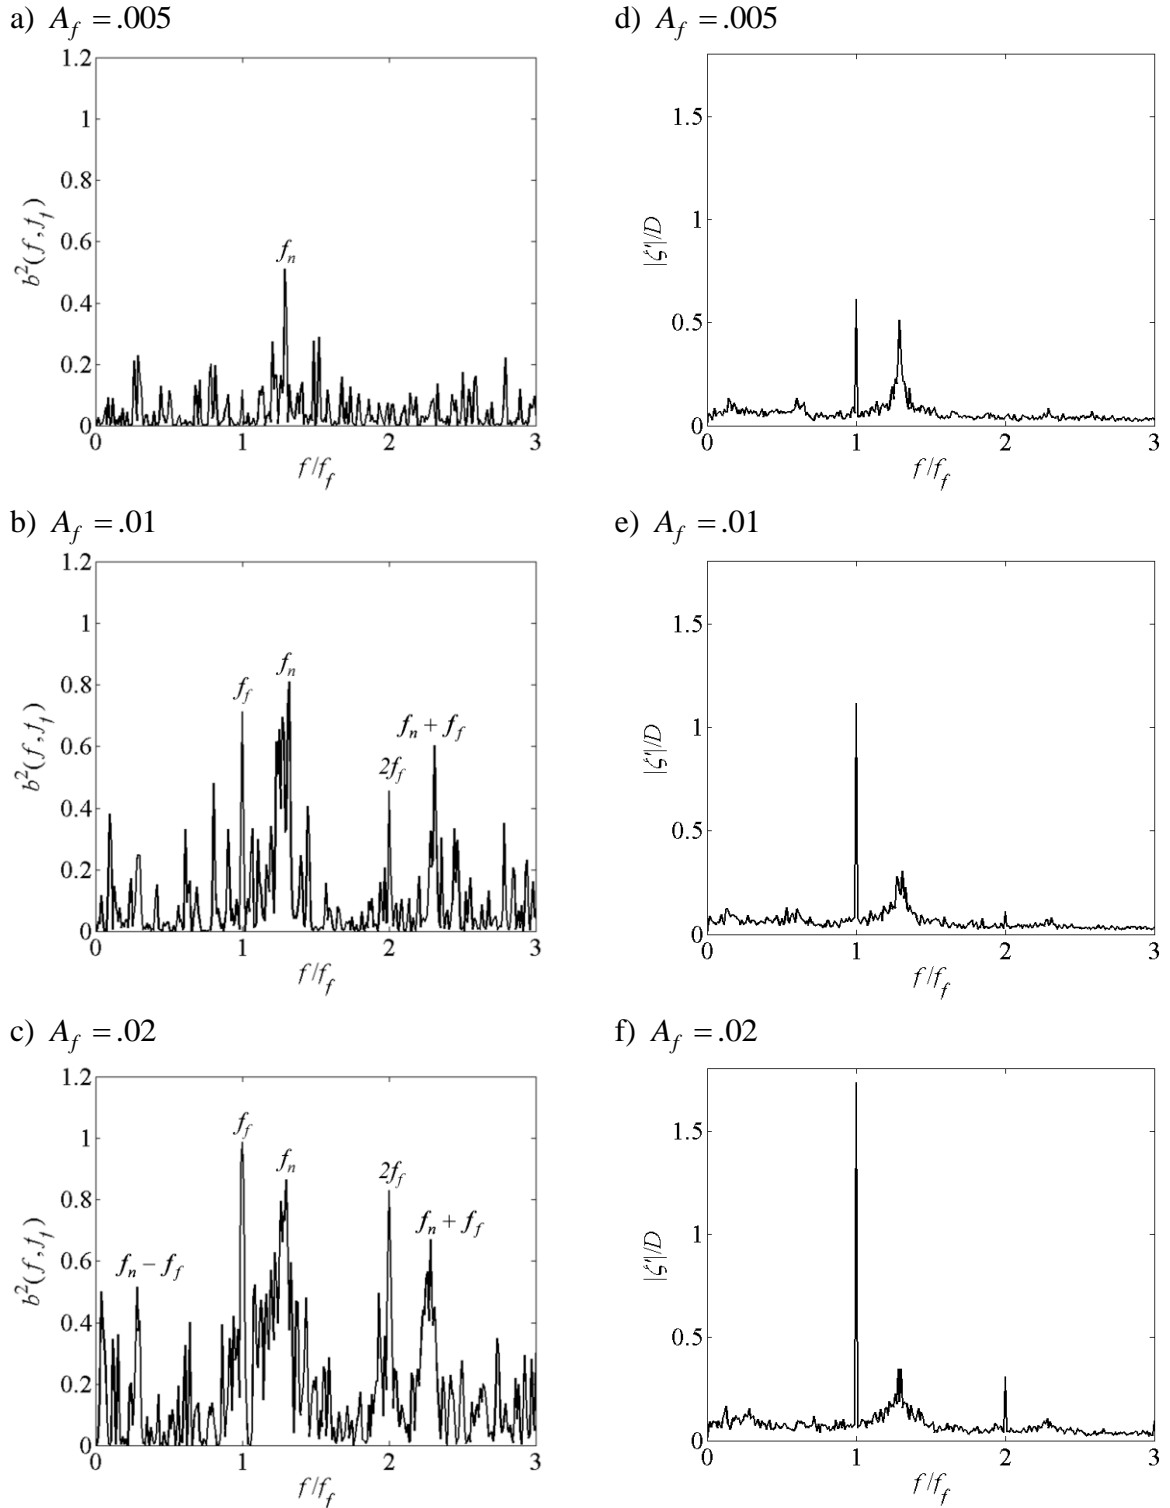 a) A_f = .005
1.2
1
0.8
0.6
0.4
0.2
0
b²(f, f_f)
f_n
0 1 2 3
f/f_f
d) A_f = .005
1.5
1
0.5
0
|ζ'|/D
0 1 2 3
f/f_f
b) A_f = .01
1.2
1
0.8
0.6
0.4
0.2
0
b²(f, f_f)
f_f
f_n
2f_f
f_n + f_f
0 1 2 3
f/f_f
e) A_f = .01
1.5
1
0.5
0
|ζ'|/D
0 1 2 3
f/f_f
c) A_f = .02
1.2
1
0.8
0.6
0.4
0.2
0
b²(f, f_f)
f_n − f_f
f_f
f_n
2f_f
f_n + f_f
0 1 2 3
f/f_f
f) A_f = .02
1.5
1
0.5
0
|ζ'|/D
0 1 2 3
f/f_f